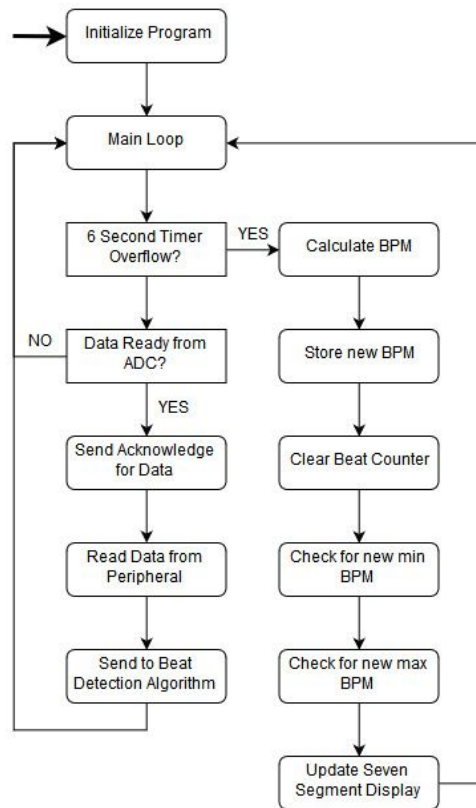 Initialize Program
Main Loop
6 Second Timer
Overflow?
YES
Calculate BPM
NO
Data Ready from
ADC?
Store new BPM
YES
Send Acknowledge
for Data
Clear Beat Counter
Read Data from
Peripheral
Check for new min
BPM
Send to Beat
Detection Algorithm
Check for new max
BPM
Update Seven
Segment Display